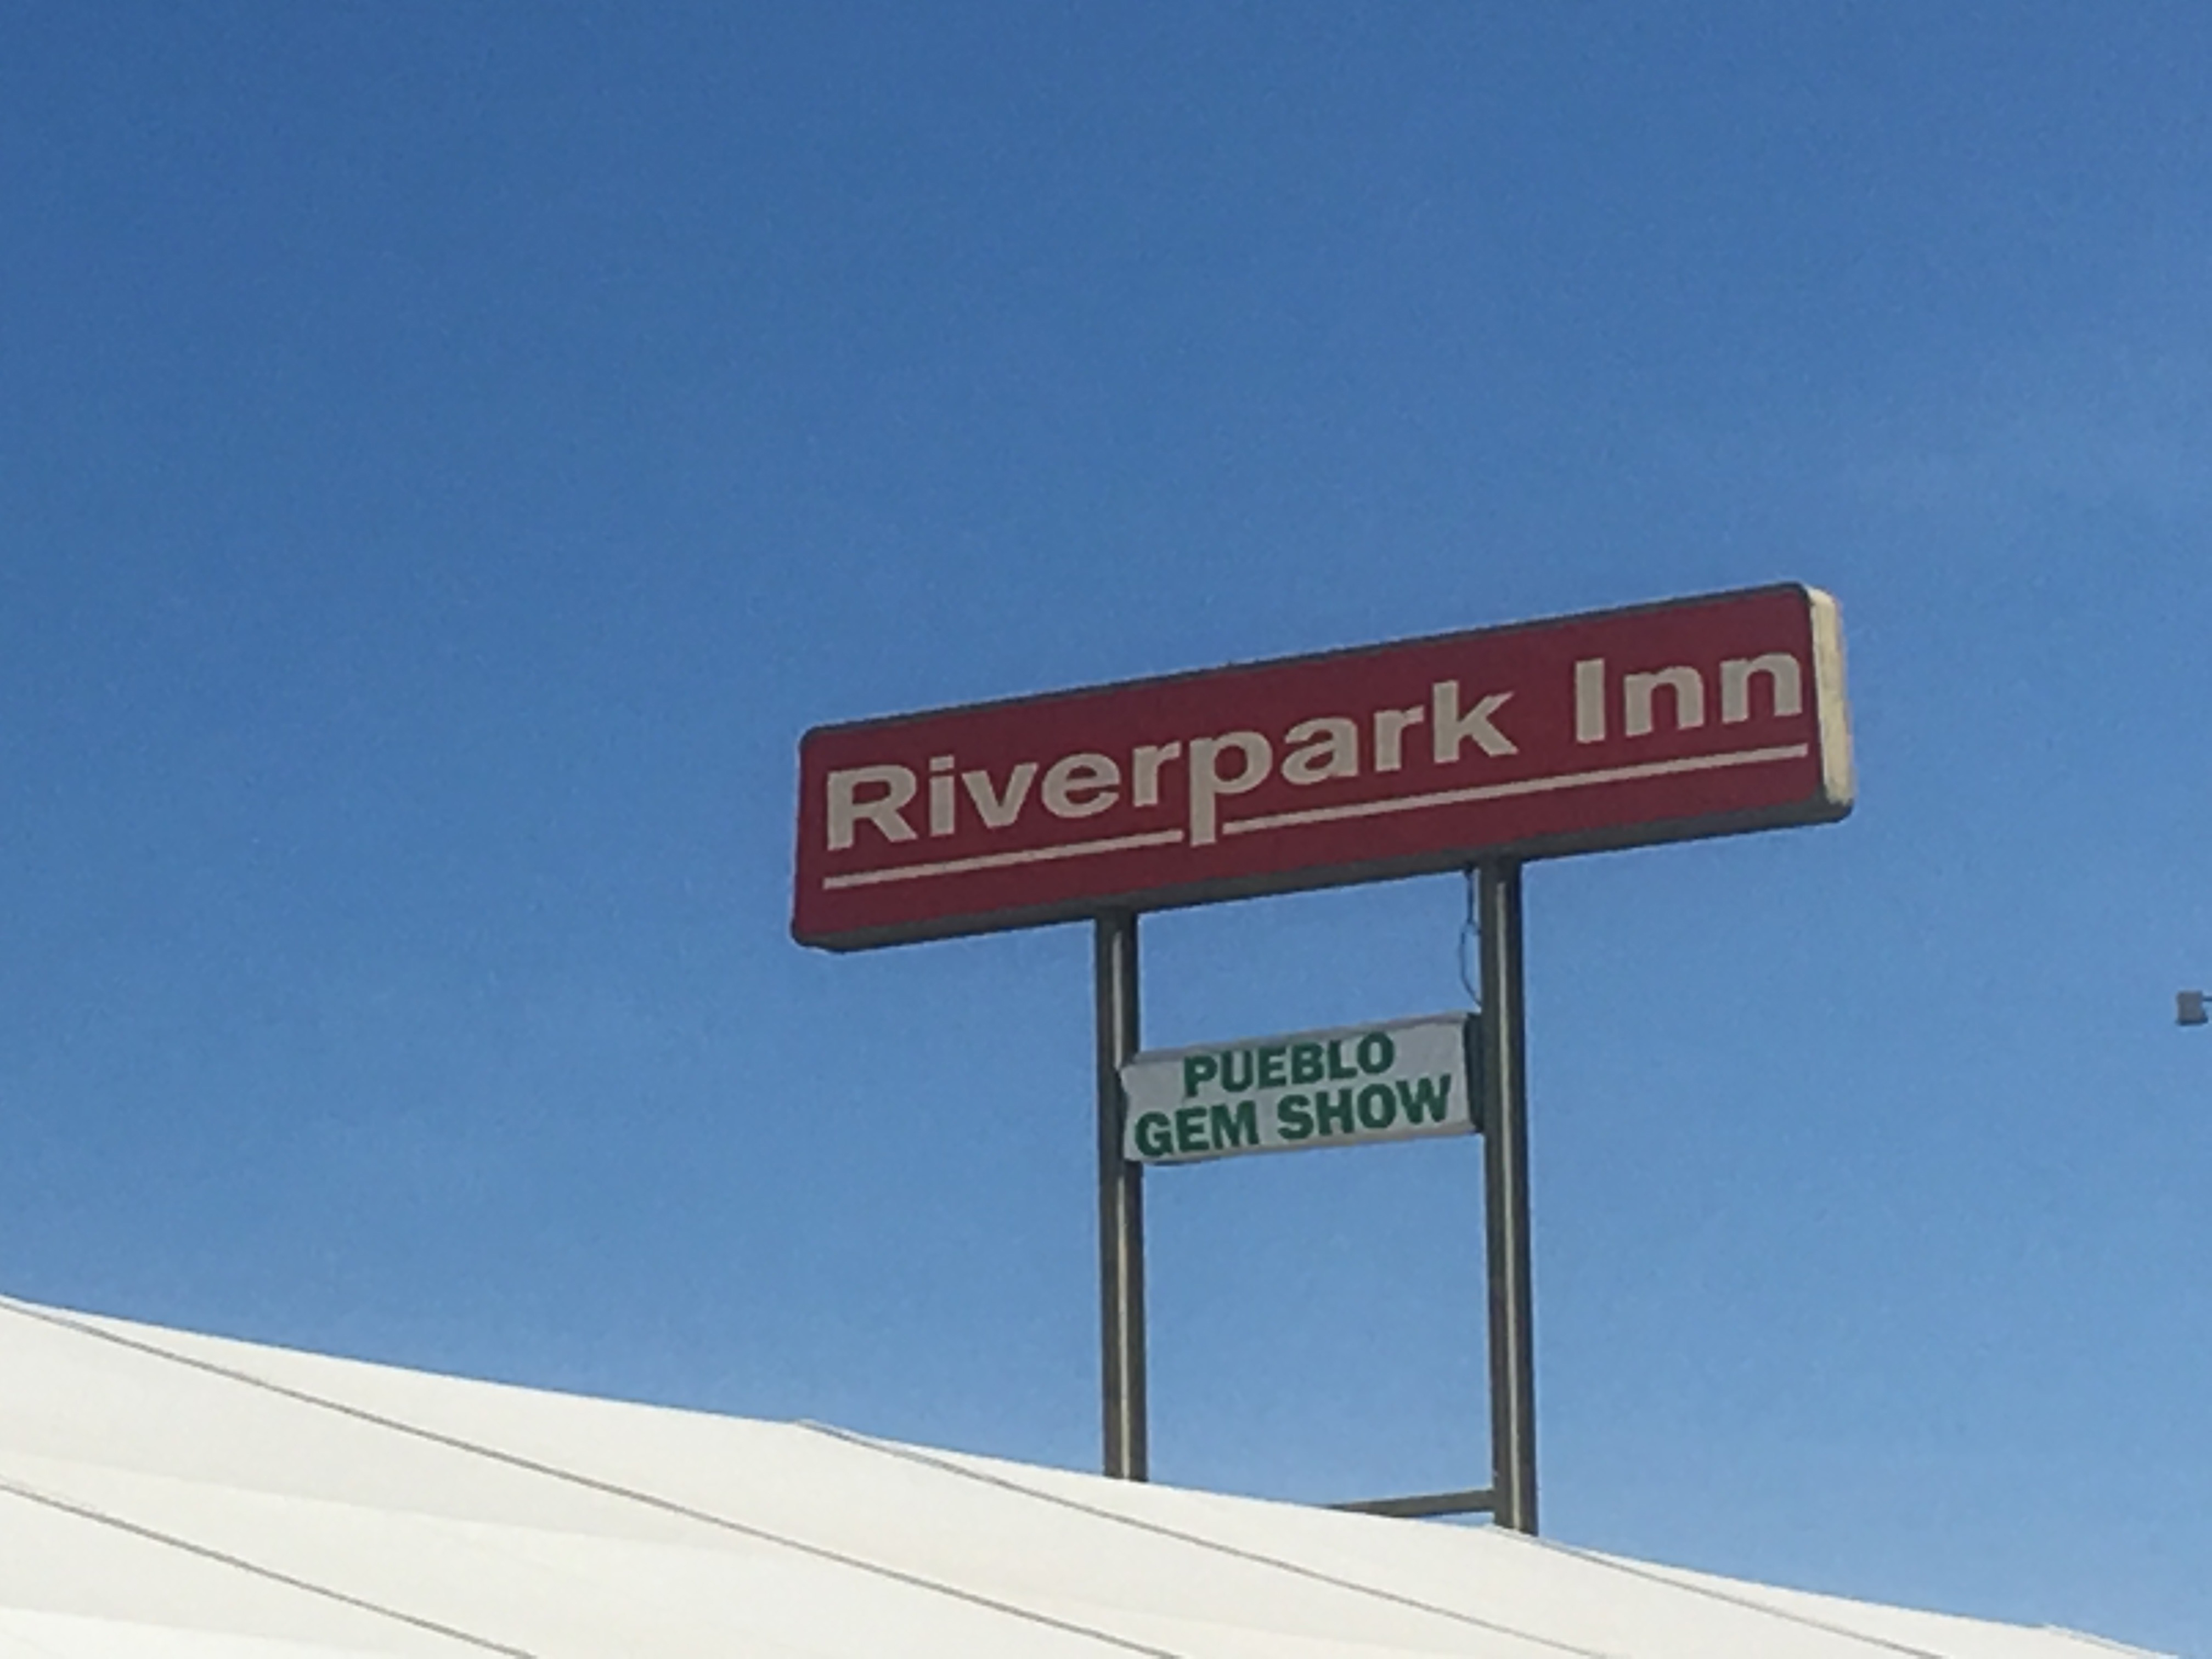 Riverpark Inn
PUEBLO
GEM SHOW